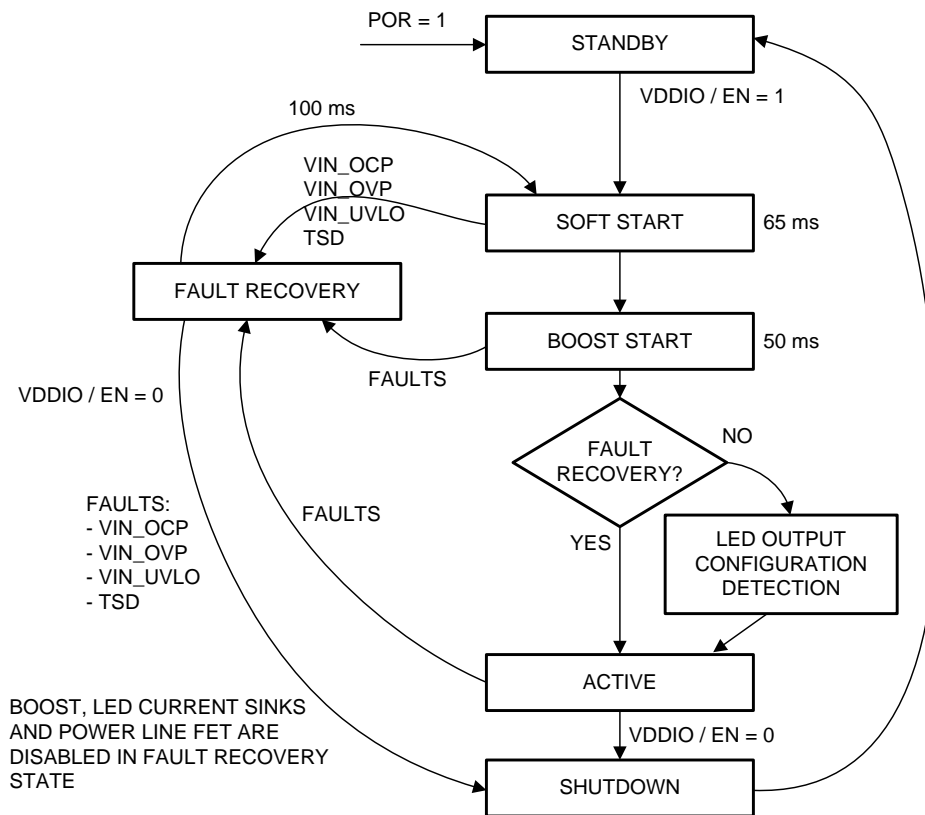 POR = 1
STANDBY
VDDIO / EN = 1
100 ms
VIN_OCP
VIN_OVP
VIN_UVLO
TSD
SOFT START
65 ms
FAULT RECOVERY
BOOST START
50 ms
FAULTS
VDDIO / EN = 0
FAULT
RECOVERY?
NO
YES
FAULTS:
- VIN_OCP
- VIN_OVP
- VIN_UVLO
- TSD
FAULTS
LED OUTPUT
CONFIGURATION
DETECTION
ACTIVE
BOOST, LED CURRENT SINKS
AND POWER LINE FET ARE
DISABLED IN FAULT RECOVERY
STATE
VDDIO / EN = 0
SHUTDOWN